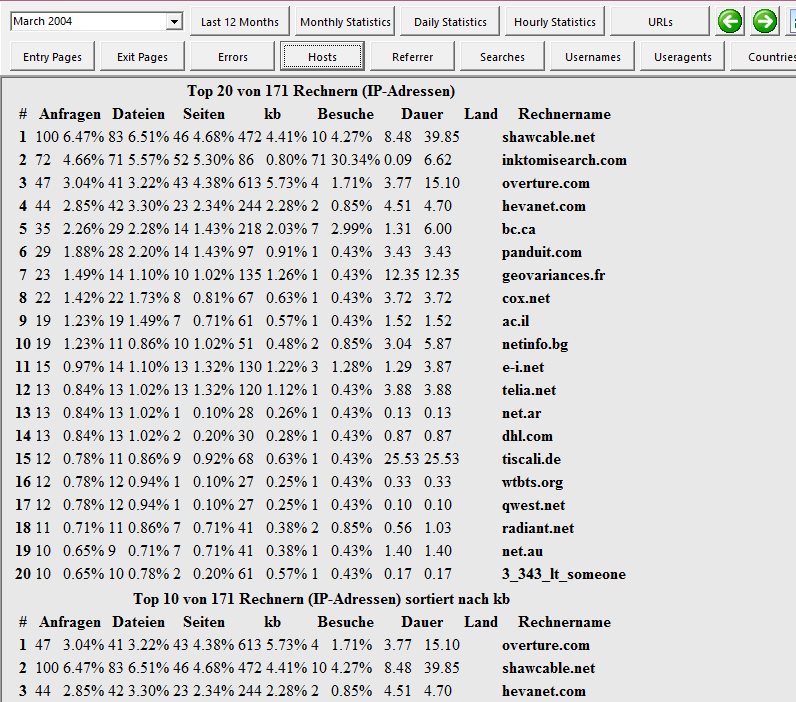 March 2004 Last 12 Months Monthly Statistics Daily Statistics Hourly Statistics URLs
Entry Pages Exit Pages Errors Hosts Referrer Searches Usernames Useragents Countries
Top 20 von 171 Rechnern (IP-Adressen)
# Anfragen Dateien Seiten kb Besuche Dauer Land Rechnername
1 100 6.47% 83 6.51% 46 4.68% 472 4.41% 10 4.27% 8.48 39.85 shawcable.net
2 72 4.66% 71 5.57% 52 5.30% 86 0.80% 71 30.34% 0.09 6.62 inktomisearch.com
3 47 3.04% 41 3.22% 43 4.38% 613 5.73% 4 1.71% 3.77 15.10 overture.com
4 44 2.85% 42 3.30% 23 2.34% 244 2.28% 2 0.85% 4.51 4.70 hevanet.com
5 35 2.26% 29 2.28% 14 1.43% 218 2.03% 7 2.99% 1.31 6.00 bc.ca
6 29 1.88% 28 2.20% 14 1.43% 97 0.91% 1 0.43% 3.43 3.43 panduit.com
7 23 1.49% 14 1.10% 10 1.02% 135 1.26% 1 0.43% 12.35 12.35 geovariances.fr
8 22 1.42% 22 1.73% 8 0.81% 67 0.63% 1 0.43% 3.72 3.72 cox.net
9 19 1.23% 19 1.49% 7 0.71% 61 0.57% 1 0.43% 1.52 1.52 ac.il
10 19 1.23% 11 0.86% 10 1.02% 51 0.48% 2 0.85% 3.04 5.87 netinfo.bg
11 15 0.97% 14 1.10% 13 1.32% 130 1.22% 3 1.28% 1.29 3.87 e-i.net
12 13 0.84% 13 1.02% 13 1.32% 120 1.12% 1 0.43% 3.88 3.88 telia.net
13 13 0.84% 13 1.02% 1 0.10% 28 0.26% 1 0.43% 0.13 0.13 net.ar
14 13 0.84% 13 1.02% 2 0.20% 30 0.28% 1 0.43% 0.87 0.87 dhl.com
15 12 0.78% 11 0.86% 9 0.92% 68 0.63% 1 0.43% 25.53 25.53 tiscali.de
16 12 0.78% 12 0.94% 1 0.10% 27 0.25% 1 0.43% 0.33 0.33 wtbts.org
17 12 0.78% 12 0.94% 1 0.10% 27 0.25% 1 0.43% 0.10 0.10 qwest.net
18 11 0.71% 11 0.86% 7 0.71% 41 0.38% 2 0.85% 0.56 1.03 radiant.net
19 10 0.65% 9 0.71% 7 0.71% 41 0.38% 1 0.43% 1.40 1.40 net.au
20 10 0.65% 10 0.78% 2 0.20% 61 0.57% 1 0.43% 0.17 0.17 3_343_lt_someone
Top 10 von 171 Rechnern (IP-Adressen) sortiert nach kb
# Anfragen Dateien Seiten kb Besuche Dauer Land Rechnername
1 47 3.04% 41 3.22% 43 4.38% 613 5.73% 4 1.71% 3.77 15.10 overture.com
2 100 6.47% 83 6.51% 46 4.68% 472 4.41% 10 4.27% 8.48 39.85 shawcable.net
3 44 2.85% 42 3.30% 23 2.34% 244 2.28% 2 0.85% 4.51 4.70 hevanet.com